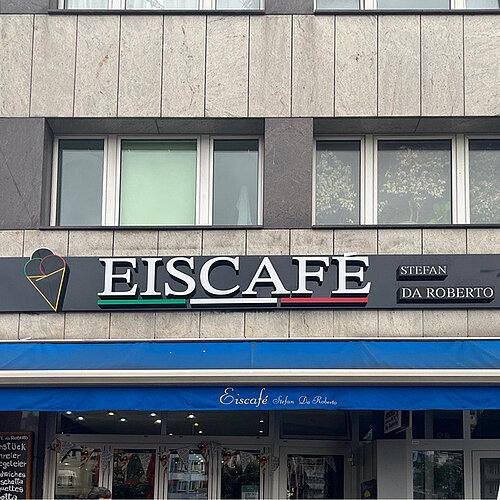 EISCAFÉ
STEFAN
DA ROBERTO
Eiscafé Stefan Da Roberto